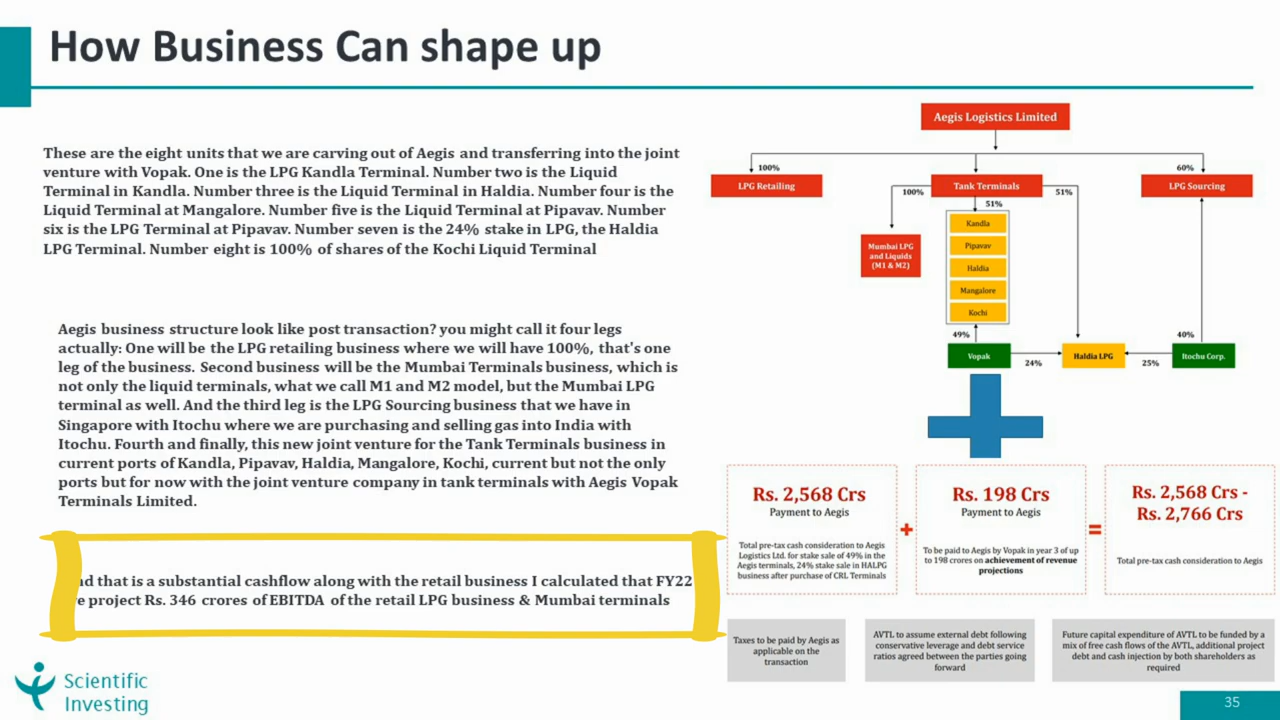 How Business Can shape up
These are the eight units that we are carving out of Aegis and transferring into the joint
venture with Vopak. One is the LPG Kandla Terminal. Number two is the Liquid
Terminal in Kandla. Number three is the Liquid Terminal in Haldia. Number four is the
Liquid Terminal at Mangalore. Number five is the Liquid Terminal at Pipavav. Number
six is the LPG Terminal at Pipavav. Number seven is the 24% stake in LPG, the Haldia
LPG Terminal. Number eight is 100% of shares of the Kochi Liquid Terminal
Aegis business structure look like post transaction? you might call it four legs
actually: One will be the LPG retailing business where we will have 100%, that's one
leg of the business. Second business will be the Mumbai Terminals business, which is
not only the liquid terminals, what we call M1 and M2 model, but the Mumbai LPG
terminal as well. And the third leg is the LPG Sourcing business that we have in
Singapore with Itochu where we are purchasing and selling gas into India with
Itochu. Fourth and finally, this new joint venture for the Tank Terminals business in
current ports of Kandla, Pipavav, Haldia, Mangalore, Kochi, current but not the only
ports but for now with the joint venture company in tank terminals with Aegis Vopak
Terminals Limited.
nd that is a substantial cashflow along with the retail business I calculated that FY22
e project Rs. 346 crores of EBITDA of the retail LPG business & Mumbai terminals
Aegis Logistics Limited
100%
60%
LPG Retailing
Tank Terminals
LPG Sourcing
100%
51%
51%
Kandla
Pipavav
Haldia
Mangalore
Kochi
Mumbai LPG
and Liquids
(M1 & M2)
49%
40%
Vopak
Haldia LPG
Itochu Corp.
24%
25%
Rs. 2,568 Crs
Payment to Aegis
Total pre-tax cash consideration to Aegis
Logistics Ltd. for stake sale of 49% in the
Aegis terminals, 24% stake sale in HALPG
business after purchase of CRL Terminals
+
Rs. 198 Crs
Payment to Aegis
To be paid to Aegis by Vopak in year 3 of up
to 198 crores on achievement of revenue
projections
=
Rs. 2,568 Crs -
Rs. 2,766 Crs
Total pre-tax cash consideration to Aegis
Taxes to be paid by Aegis as
applicable on the
transaction
AVTL to assume external debt following
conservative leverage and debt service
ratios agreed between the parties going
forward
Future capital expenditure of AVTL to be funded by a
mix of free cash flows of the AVTL, additional project
debt and cash injection by both shareholders as
required
Scientific
Investing
35